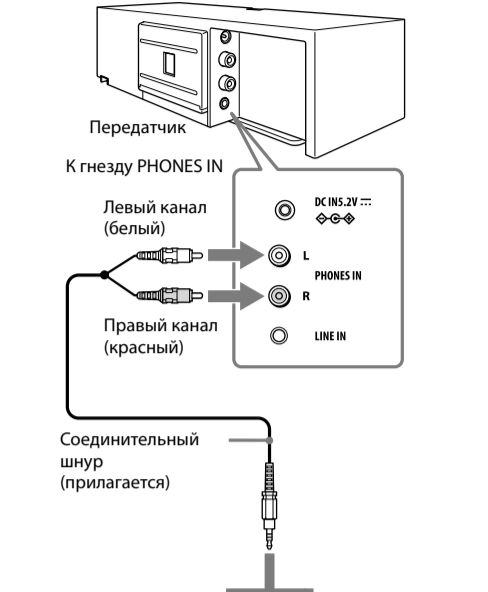 Передатчик
К гнезду PHONES IN
Левый канал
(белый)
DC IN5.2V
L
PHONES IN
R
Правый канал
(красный)
LINE IN
Соединительный
шнур
(прилагается)